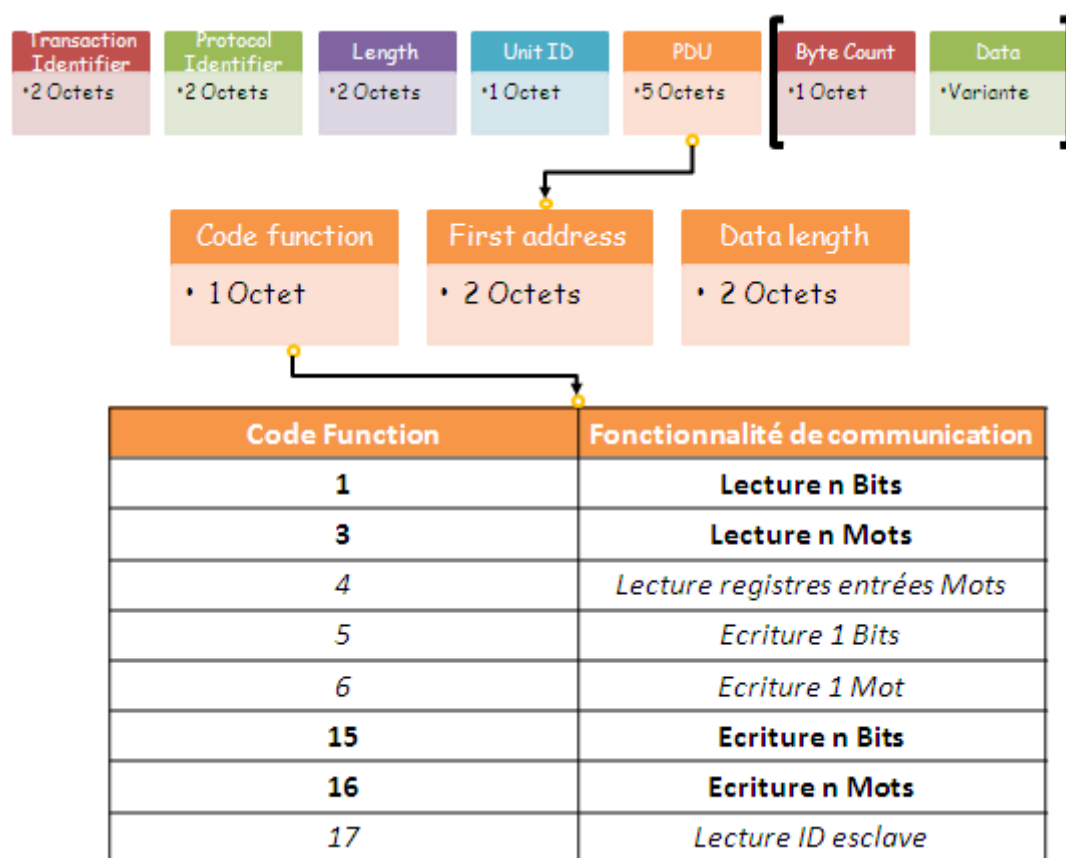 Transaction Identifier
Protocol Identifier
Length
Unit ID
PDU
Byte Count
Data
•2 Octets
•2 Octets
•2 Octets
•1 Octet
•5 Octets
•1 Octet
•Variante
Code function
First address
Data length
• 1 Octet
• 2 Octets
• 2 Octets
Code Function
Fonctionnalité de communication
1
Lecture n Bits
3
Lecture n Mots
4
Lecture registres entrées Mots
5
Ecriture 1 Bits
6
Ecriture 1 Mot
15
Ecriture n Bits
16
Ecriture n Mots
17
Lecture ID esclave